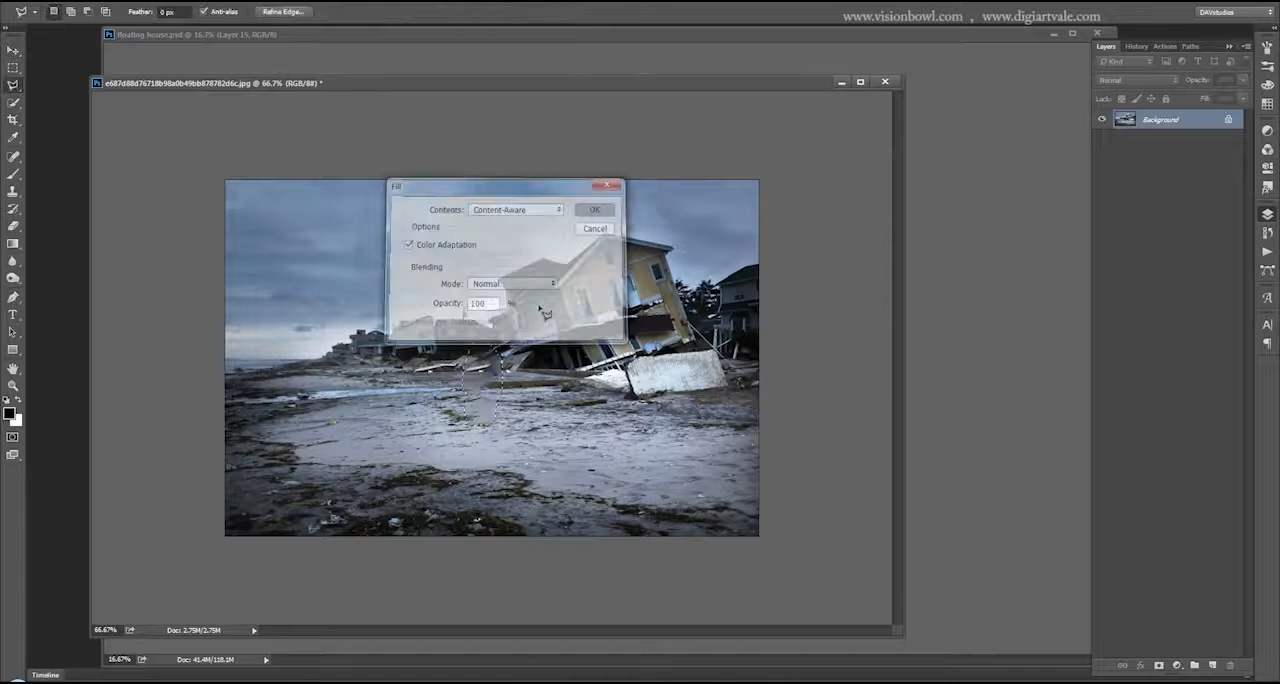 Feather: 0 px Anti-alias Refine Edge...
www.visionbowl.com , www.digiartvale.com
DAVstudios
floating house.psd @ 16.7% (Layer 15, RGB/8)
Layers History Actions Paths
Kind
e687d88d76718b98a0b49bb878782d6c.jpg @ 66.7% (RGB/8#) *
Normal Opacity:
Lock: Fill:
Background
Fill
Contents: Content-Aware OK
Options
Cancel
Color Adaptation
Blending
Mode: Normal
Opacity: 100 %
66.67% Doc: 2.75M/2.75M
16.67% Doc: 41.4M/118.1M
Timeline